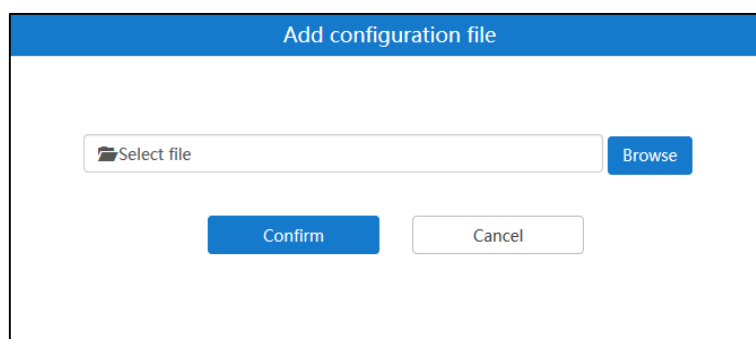 Add configuration file
Select file
Browse
Confirm
Cancel